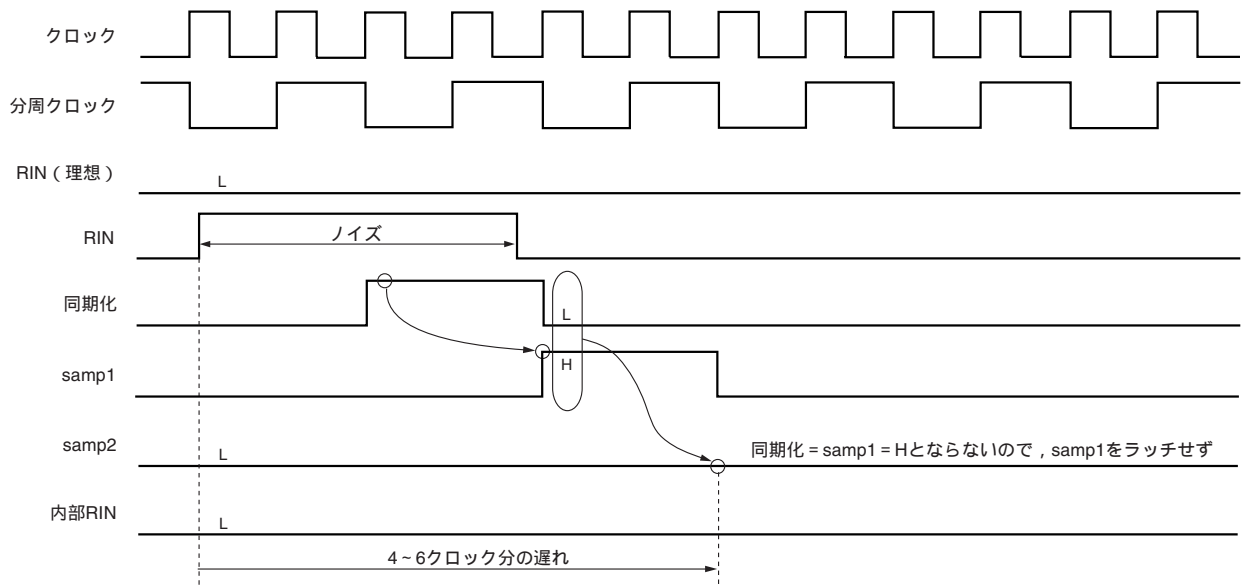 クロック
分周クロック
RIN（理想）
L
RIN
ノイズ
同期化
L
H
samp1
samp2
L
同期化 = samp1 = Hとならないので，samp1をラッチせず
内部RIN
L
4~6クロック分の遅れ